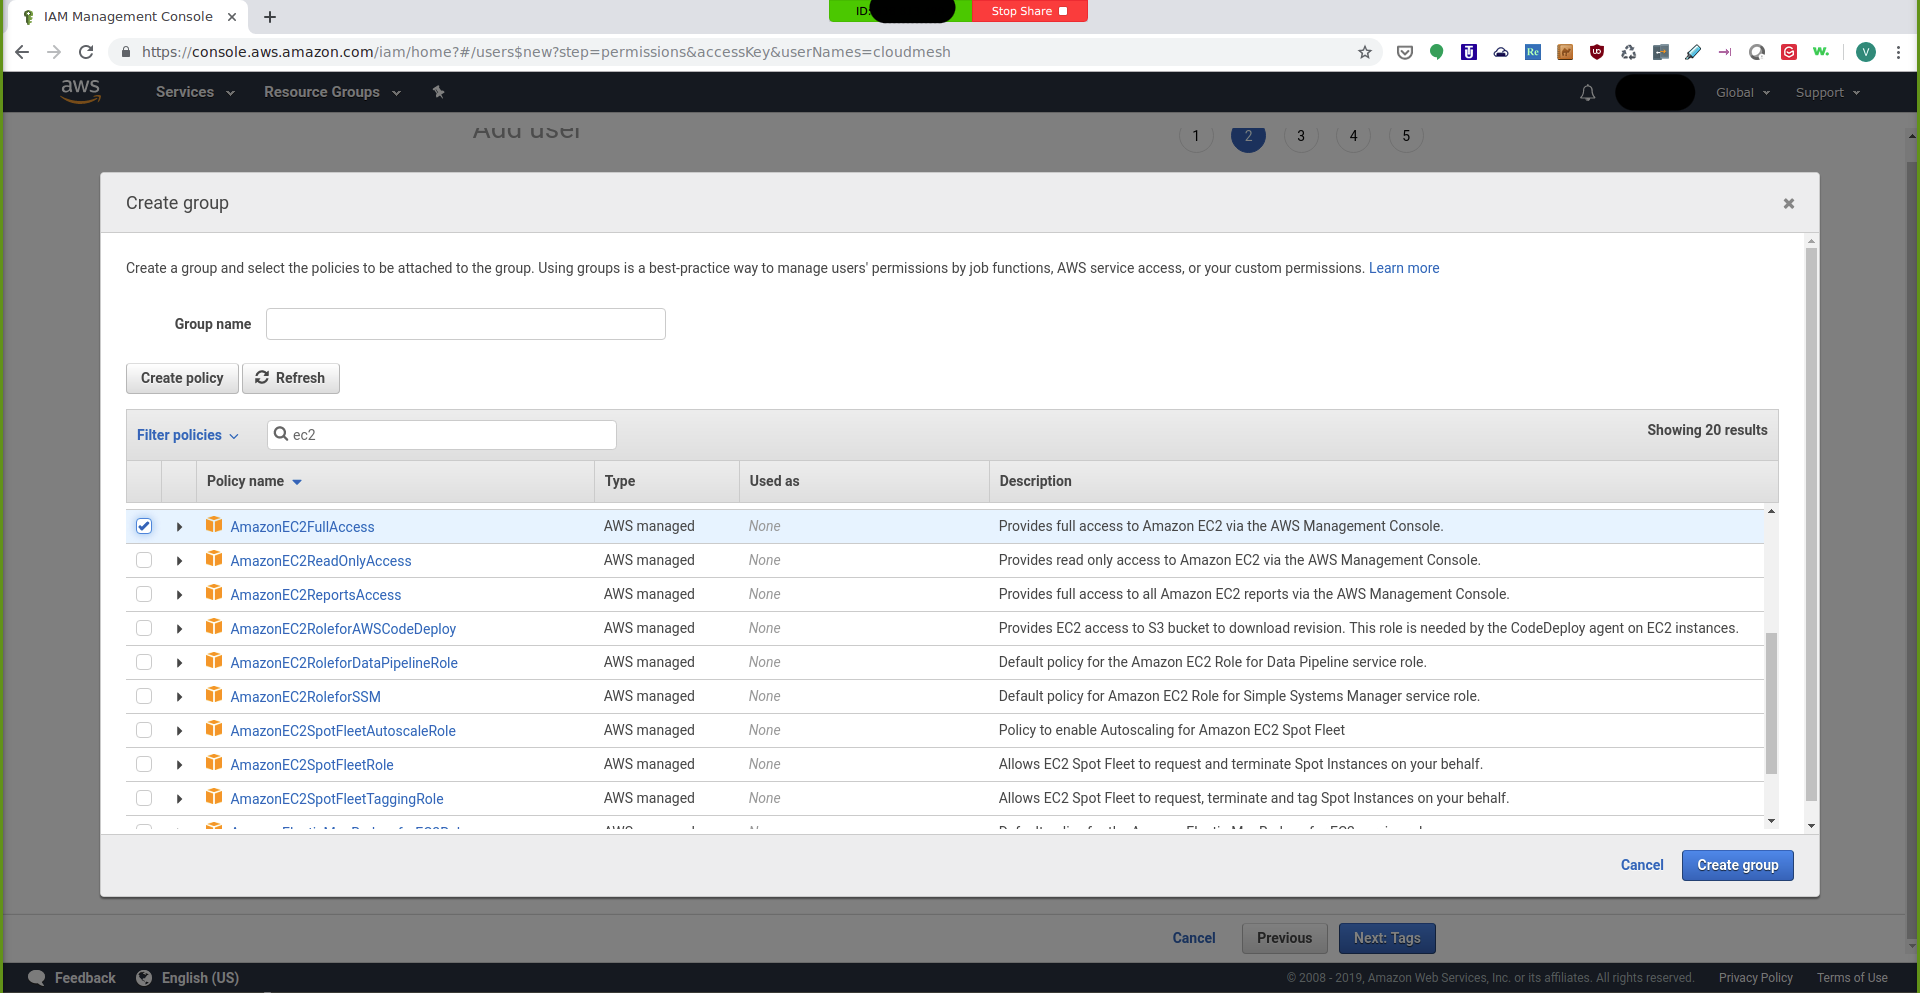 IAM Management Console
ID:
Stop Share
https://console.aws.amazon.com/iam/home?#/users$new?step=permissions&accessKey&userNames=cloudmesh
aws
Services
Resource Groups
Global
Support
Add user
1 2 3 4 5
Create group
Create a group and select the policies to be attached to the group. Using groups is a best-practice way to manage users' permissions by job functions, AWS service access, or your custom permissions. Learn more
Group name
Create policy
Refresh
Filter policies
ec2
Showing 20 results
Policy name Type Used as Description
AmazonEC2FullAccess AWS managed None Provides full access to Amazon EC2 via the AWS Management Console.
AmazonEC2ReadOnlyAccess AWS managed None Provides read only access to Amazon EC2 via the AWS Management Console.
AmazonEC2ReportsAccess AWS managed None Provides full access to all Amazon EC2 reports via the AWS Management Console.
AmazonEC2RoleforAWSCodeDeploy AWS managed None Provides EC2 access to S3 bucket to download revision. This role is needed by the CodeDeploy agent on EC2 instances.
AmazonEC2RoleforDataPipelineRole AWS managed None Default policy for the Amazon EC2 Role for Data Pipeline service role.
AmazonEC2RoleforSSM AWS managed None Default policy for Amazon EC2 Role for Simple Systems Manager service role.
AmazonEC2SpotFleetAutoscaleRole AWS managed None Policy to enable Autoscaling for Amazon EC2 Spot Fleet
AmazonEC2SpotFleetRole AWS managed None Allows EC2 Spot Fleet to request and terminate Spot Instances on your behalf.
AmazonEC2SpotFleetTaggingRole AWS managed None Allows EC2 Spot Fleet to request, terminate and tag Spot Instances on your behalf.
Cancel
Create group
Cancel
Previous
Next: Tags
Feedback
English (US)
© 2008 - 2019, Amazon Web Services, Inc. or its affiliates. All rights reserved.
Privacy Policy
Terms of Use